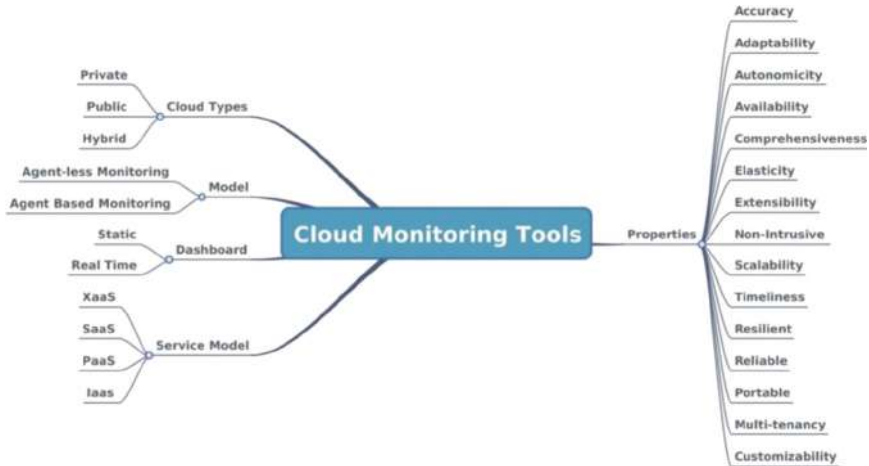 Cloud Monitoring Tools
Cloud Types
Private
Public
Hybrid
Model
Agent-less Monitoring
Agent Based Monitoring
Dashboard
Static
Real Time
Service Model
XaaS
SaaS
PaaS
Iaas
Properties
Accuracy
Adaptability
Autonomicity
Availability
Comprehensiveness
Elasticity
Extensibility
Non-Intrusive
Scalability
Timeliness
Resilient
Reliable
Portable
Multi-tenancy
Customizability